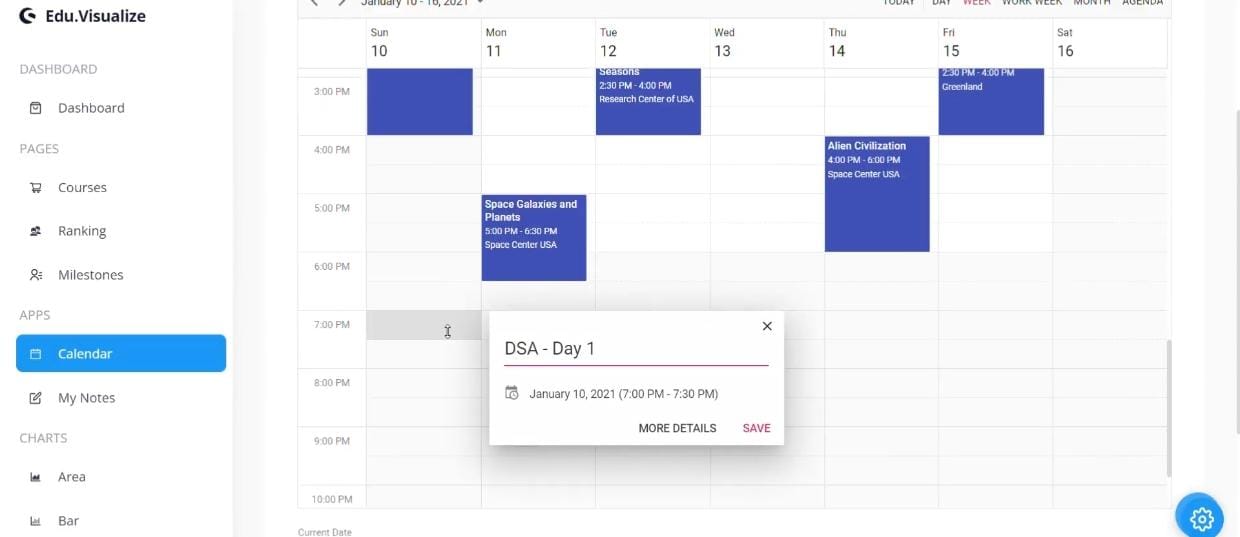 Edu.Visualize
DASHBOARD
Dashboard
PAGES
Courses
Ranking
Milestones
APPS
Calendar
My Notes
CHARTS
Area
Bar
January 10 - 16, 2021
TODAY DAY WEEK WORK WEEK MONTH AGENDA
Sun Mon Tue Wed Thu Fri Sat
10 11 12 13 14 15 16
Seasons
2:30 PM - 4:00 PM
Research Center of USA
2:30 PM - 4:00 PM
Greenland
3:00 PM
4:00 PM
Alien Civilization
4:00 PM - 6:00 PM
Space Center USA
5:00 PM
Space Galaxies and
Planets
5:00 PM - 6:30 PM
Space Center USA
6:00 PM
7:00 PM
DSA - Day 1
January 10, 2021 (7:00 PM - 7:30 PM)
MORE DETAILS SAVE
8:00 PM
9:00 PM
10:00 PM
Current Date